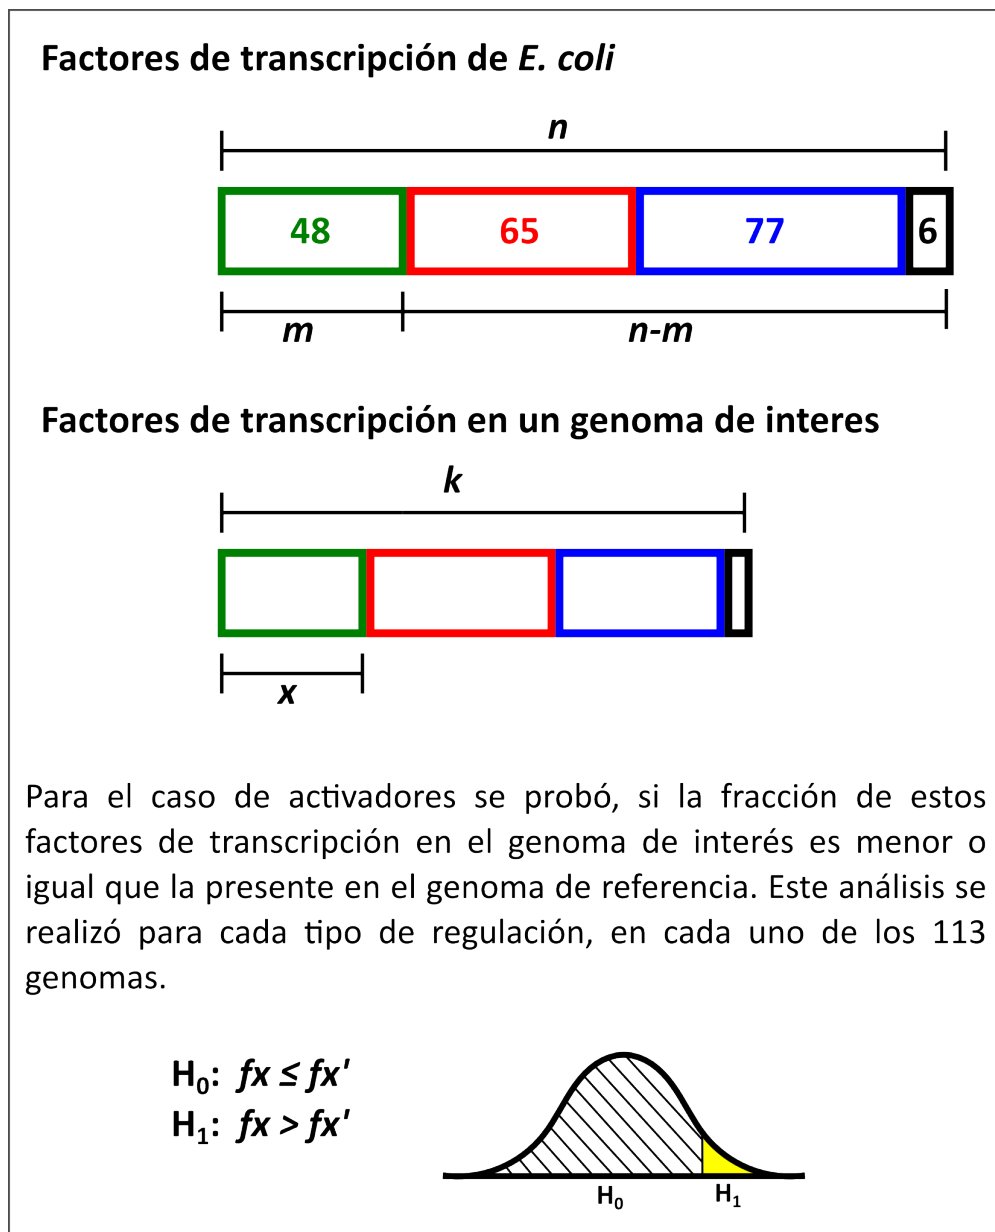 Factores de transcripción de E. coli
n
48 65 77 6
m n-m
Factores de transcripción en un genoma de interes
k
x
Para el caso de activadores se probó, si la fracción de estos
factores de transcripción en el genoma de interés es menor o
igual que la presente en el genoma de referencia. Este análisis se
realizó para cada tipo de regulación, en cada uno de los 113
genomas.
H₀: fx ≤ fx'
H₁: fx > fx'
H₀ H₁